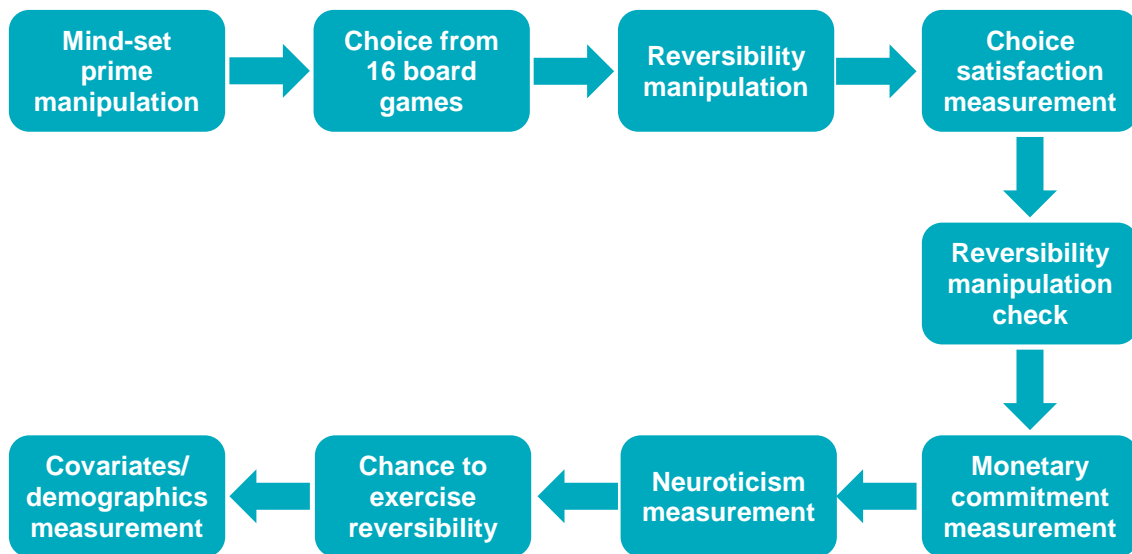 Mind-set
prime
manipulation
Choice from
16 board
games
Reversibility
manipulation
Choice
satisfaction
measurement
Reversibility
manipulation
check
Monetary
commitment
measurement
Neuroticism
measurement
Chance to
exercise
reversibility
Covariates/
demographics
measurement